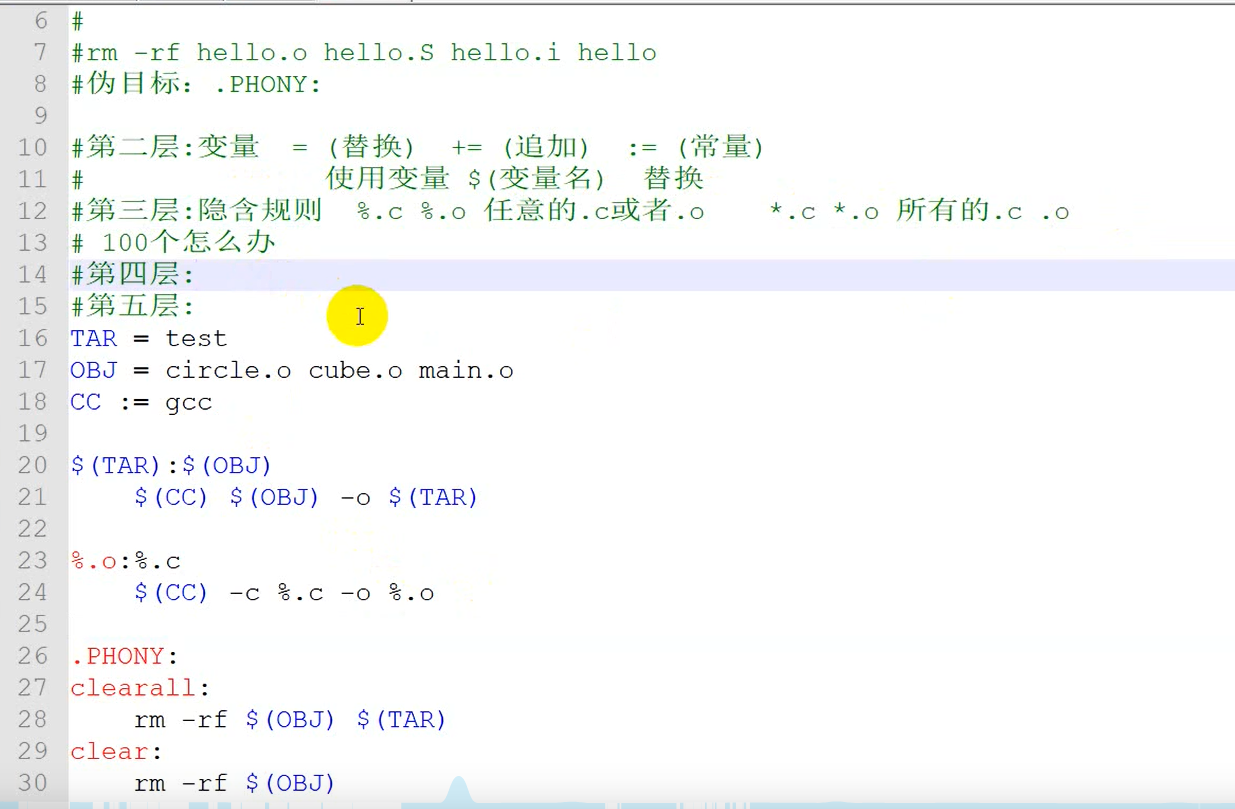 6 #
7 #rm -rf hello.o hello.S hello.i hello
8 #伪目标: .PHONY:
9
10 #第二层:变量 = (替换) += (追加) := (常量)
11 # 使用变量 $(变量名) 替换
12 #第三层:隐含规则 %.c %.o 任意的.c或者.o *.c *.o 所有的.c .o
13 # 100个怎么办
14 #第四层:
15 #第五层:
16 TAR = test
17 OBJ = circle.o cube.o main.o
18 CC := gcc
19
20 $(TAR):$(OBJ)
21 $(CC) $(OBJ) -o $(TAR)
22
23 %.o:%.c
24 $(CC) -c %.c -o %.o
25
26 .PHONY:
27 clearall:
28 rm -rf $(OBJ) $(TAR)
29 clear:
30 rm -rf $(OBJ)